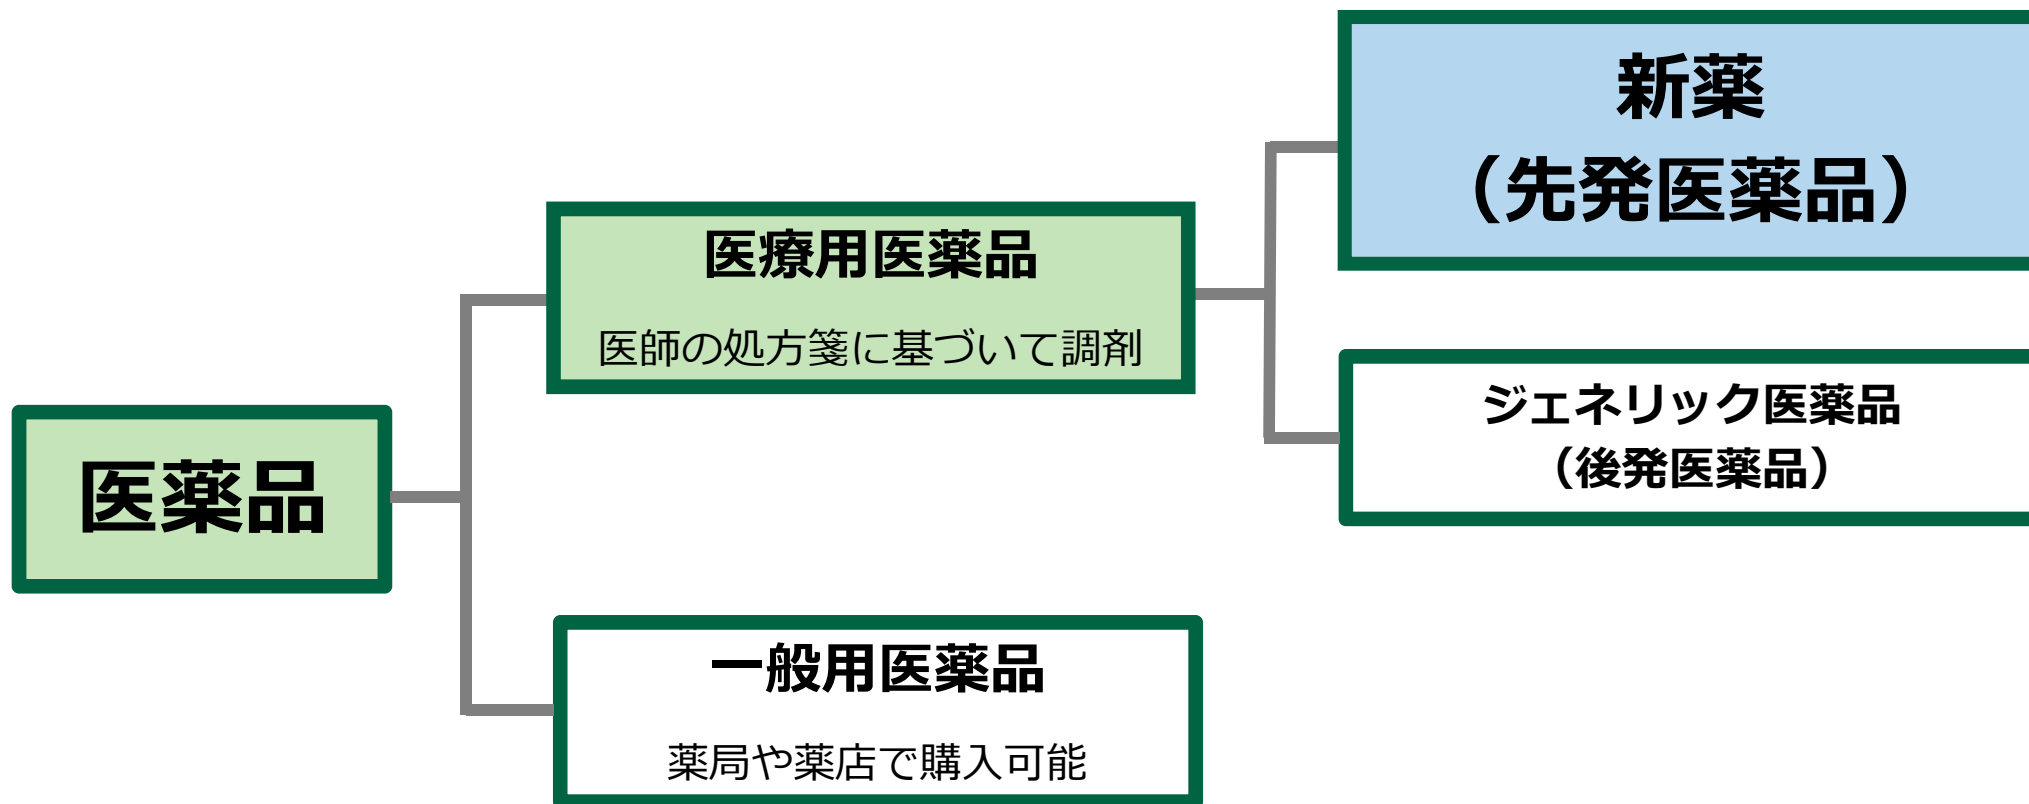 新薬
（先発医薬品）
医療用医薬品
医師の処方箋に基づいて調剤
ジェネリック医薬品
（後発医薬品）
医薬品
一般用医薬品
薬局や薬店で購入可能